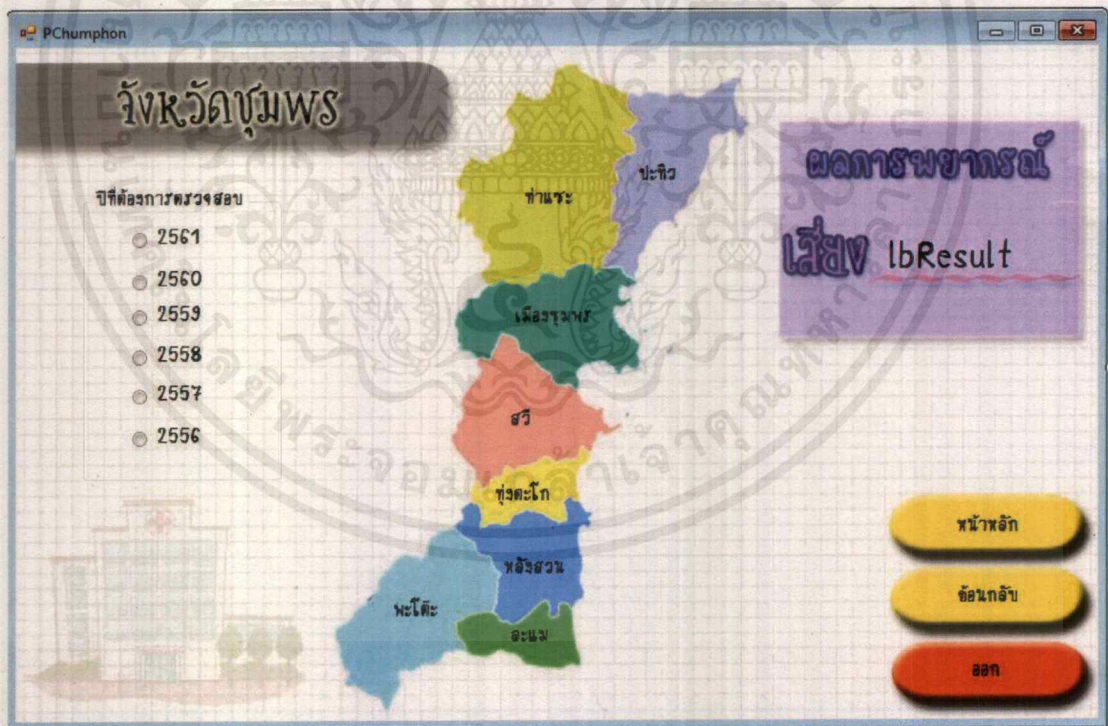 PChumphon
จังหวัดชุมพร
ปีที่ต้องการตรวจสอบ
2561
2560
2559
2558
2557
2556
ท่าแซะ
ปะทิว
เมืองชุมพร
สวี
ทุ่งตะโก
หลังสวน
พะโต๊ะ
ละแม
ผลการพยากรณ์
เสี่ยง lbResult
หน้าหลัก
ย้อนกลับ
ออก